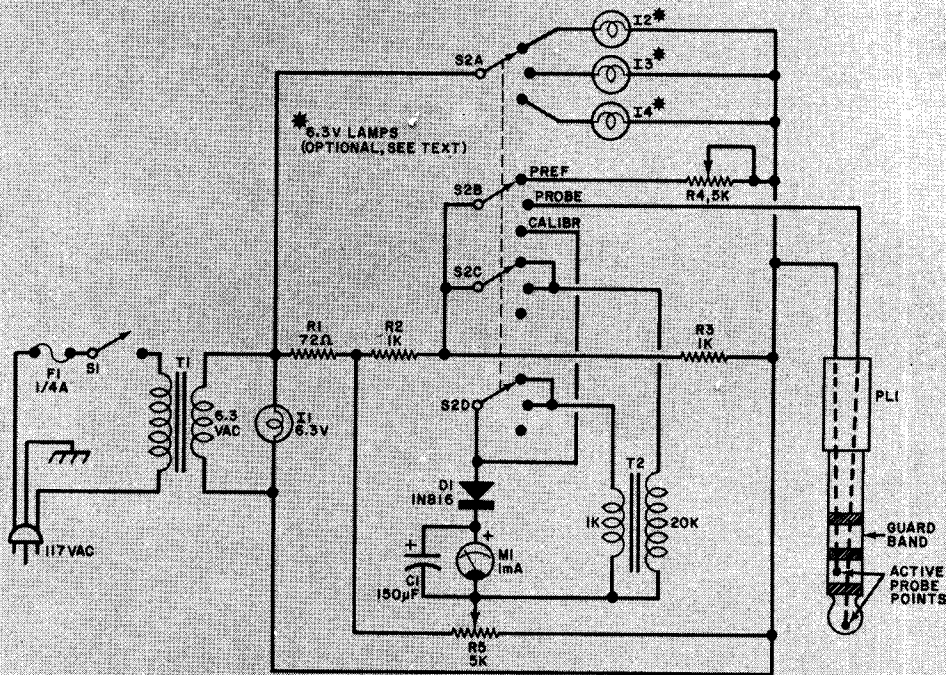 I2✷
S2A
I3✷
I4✷
✷6.3V LAMPS
(OPTIONAL, SEE TEXT)
PREF
S2B
PROBE
R4,5K
CALIBR
S2C
R1
72Ω
R2
1K
R3
1K
F1
1/4A
S1
T1
6.3
VAC
I1
6.3V
S2D
PL1
D1
1N816
T2
1K
20K
117VAC
+
C1
150µF
+
M1
1mA
GUARD
BAND
ACTIVE
PROBE
POINTS
R5
5K